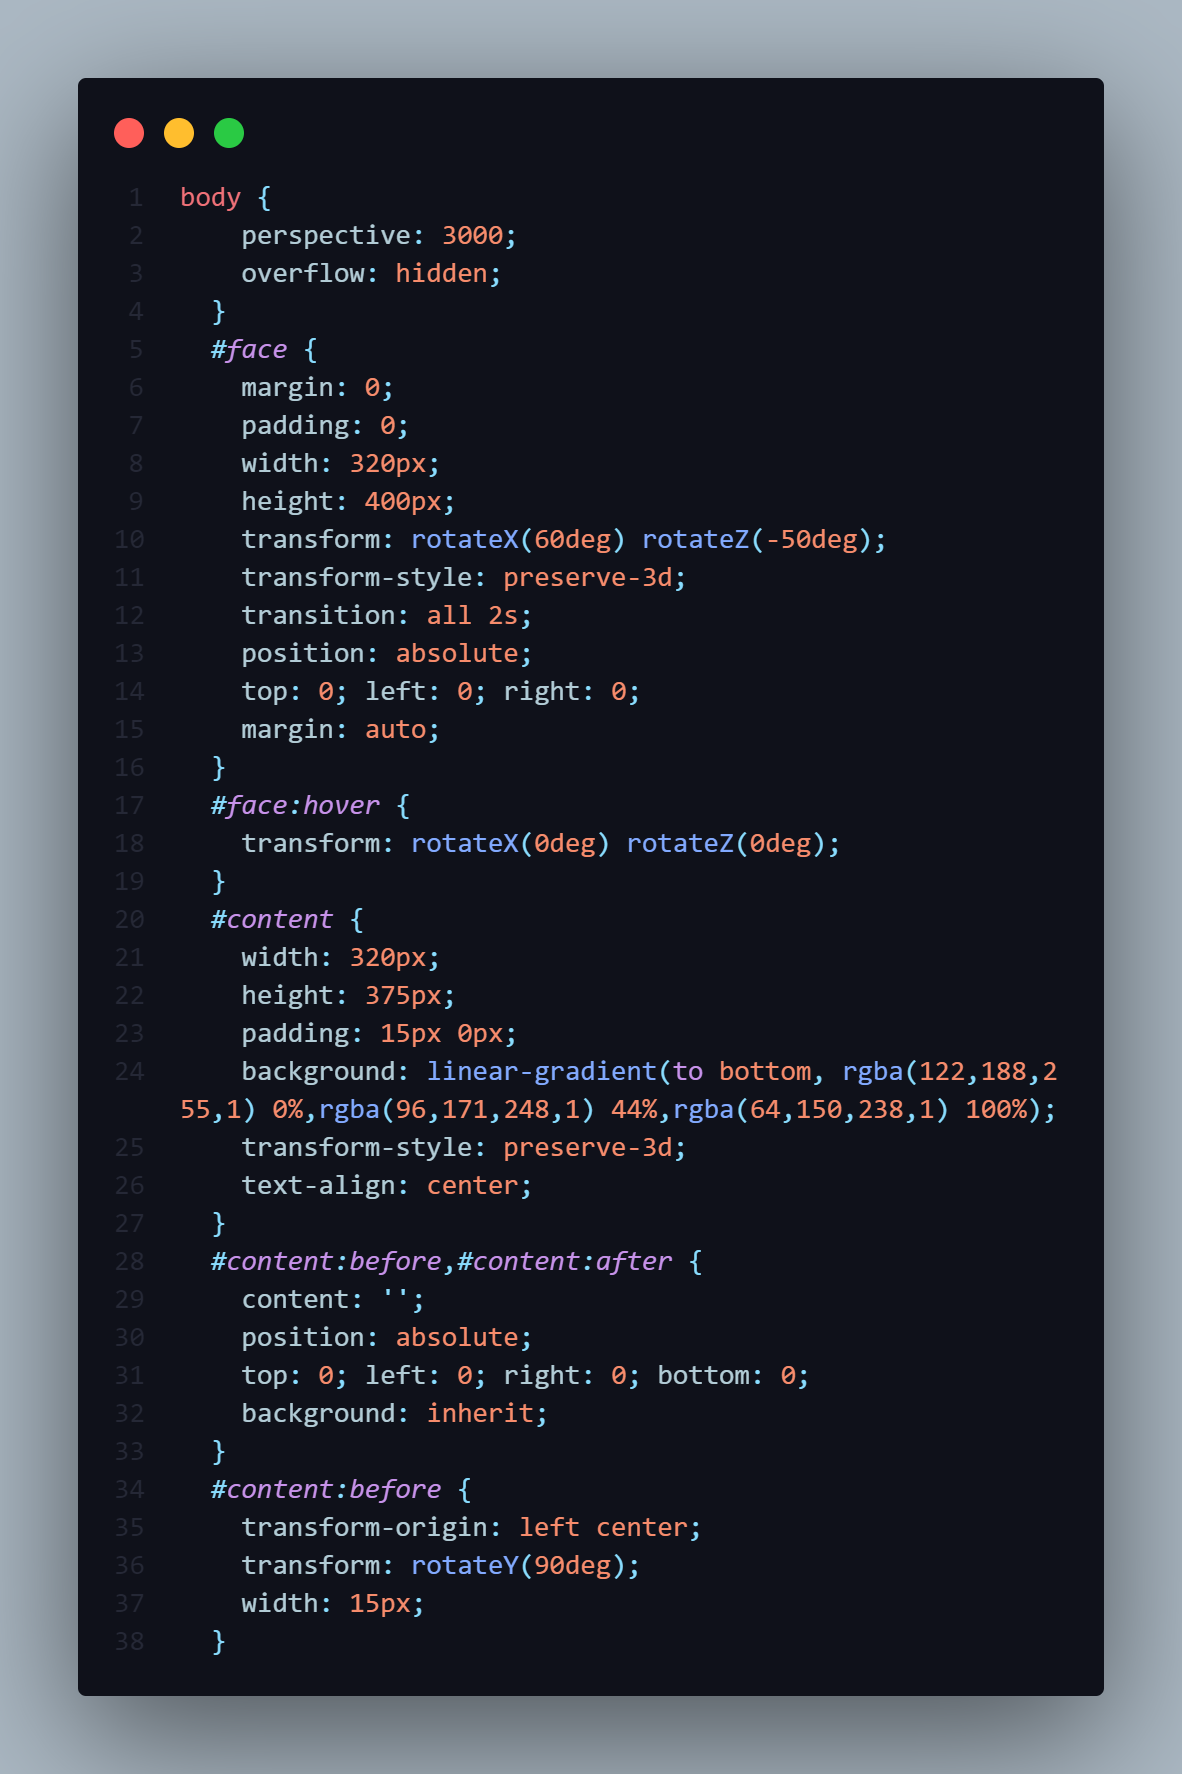 1 body {
2     perspective: 3000;
3     overflow: hidden;
4   }
5   #face {
6     margin: 0;
7     padding: 0;
8     width: 320px;
9     height: 400px;
10     transform: rotateX(60deg) rotateZ(-50deg);
11     transform-style: preserve-3d;
12     transition: all 2s;
13     position: absolute;
14     top: 0; left: 0; right: 0;
15     margin: auto;
16   }
17   #face:hover {
18     transform: rotateX(0deg) rotateZ(0deg);
19   }
20   #content {
21     width: 320px;
22     height: 375px;
23     padding: 15px 0px;
24     background: linear-gradient(to bottom, rgba(122,188,2
55,1) 0%,rgba(96,171,248,1) 44%,rgba(64,150,238,1) 100%);
25     transform-style: preserve-3d;
26     text-align: center;
27   }
28   #content:before,#content:after {
29     content: '';
30     position: absolute;
31     top: 0; left: 0; right: 0; bottom: 0;
32     background: inherit;
33   }
34   #content:before {
35     transform-origin: left center;
36     transform: rotateY(90deg);
37     width: 15px;
38   }